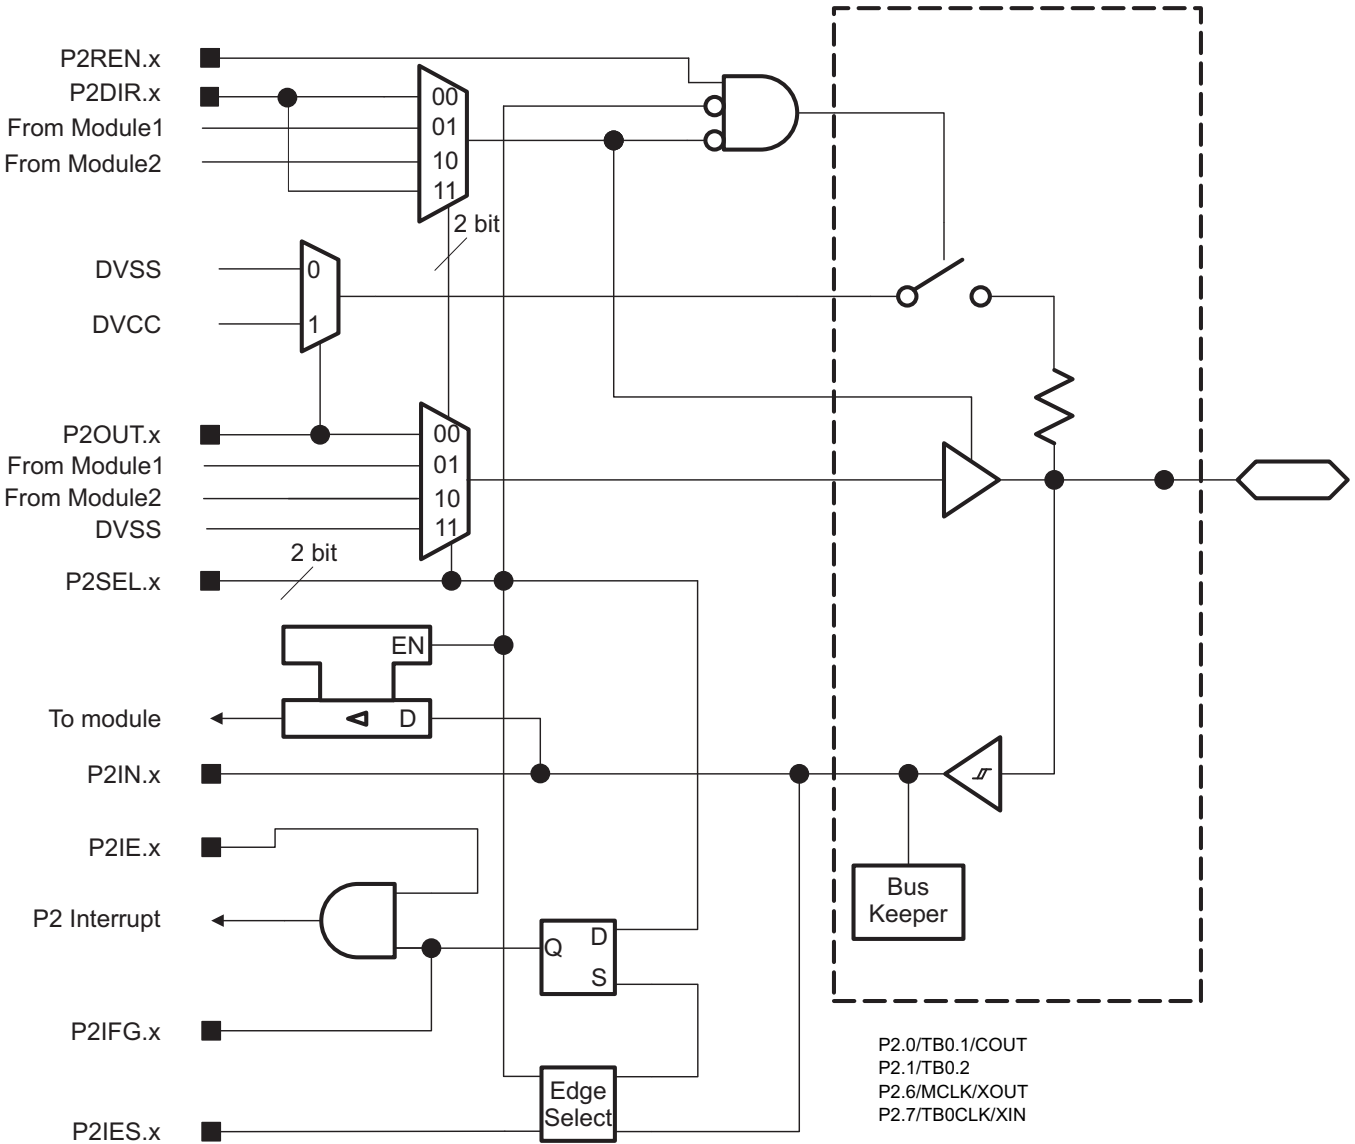 P2REN.x
P2DIR.x
From Module1
From Module2
00
01
10
11
2 bit
DVSS
DVCC
0
1
P2OUT.x
From Module1
From Module2
DVSS
00
01
10
11
2 bit
P2SEL.x
EN
D
To module
P2IN.x
P2IE.x
P2 Interrupt
Q
D
S
Bus
Keeper
P2IFG.x
Edge
Select
P2IES.x
P2.0/TB0.1/COUT
P2.1/TB0.2
P2.6/MCLK/XOUT
P2.7/TB0CLK/XIN